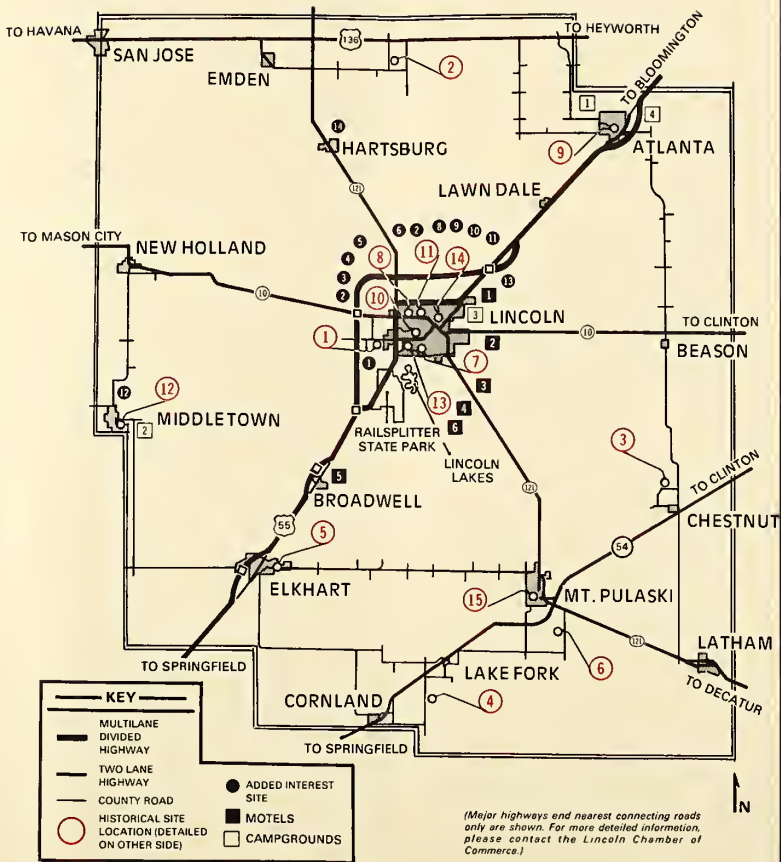 TO HAVANA
136
TO HEYWORTH
SAN JOSE
EMDEN
2
TO BLOOMINGTON
1
4
9
ATLANTA
14
HARTSBURG
121
LAWNDALE
TO MASON CITY
NEW HOLLAND
6 2 8 9 10
5
11
4
8 11 14
3
13
2
10
1
10
LINCOLN
3
10
TO CLINTON
1
2
BEASON
1
7
12
12
3
MIDDLETOWN
2
13
4
6
RAILSPLITTER
STATE PARK
LINCOLN
LAKES
3
TO CLINTON
5
BROADWELL
121
CHESTNUT
55
54
5
ELKHART
15
MT. PULASKI
121
6
LATHAM
TO SPRINGFIELD
LAKE FORK
TO DECATUR
4
CORNLAND
TO SPRINGFIELD
KEY
MULTILANE
DIVIDED
HIGHWAY
TWO LANE
HIGHWAY
COUNTY ROAD
HISTORICAL SITE
LOCATION (DETAILED
ON OTHER SIDE)
ADDED INTEREST
SITE
MOTELS
CAMPGROUNDS
N
(Mejor highways end nearest connecting roads
only are shown. For more deteiled informetion,
please contact the Lincoln Chamber of
Commerce.)